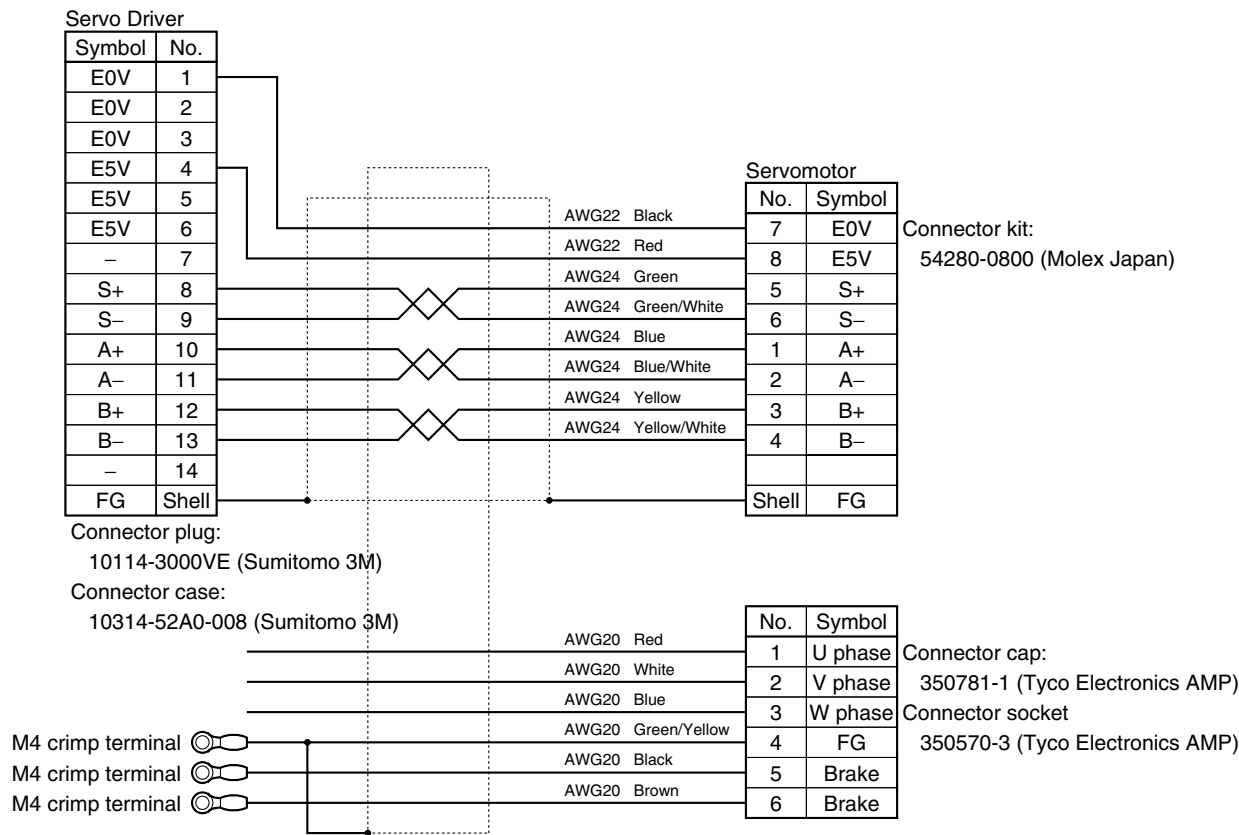 Servo Driver
Symbol No.
E0V 1
E0V 2
E0V 3
E5V 4
E5V 5
E5V 6
– 7
S+ 8
S− 9
A+ 10
A− 11
B+ 12
B− 13
– 14
FG Shell
Connector plug:
10114-3000VE (Sumitomo 3M)
Connector case:
10314-52A0-008 (Sumitomo 3M)
AWG22 Black
AWG22 Red
AWG24 Green
AWG24 Green/White
AWG24 Blue
AWG24 Blue/White
AWG24 Yellow
AWG24 Yellow/White
Servomotor
No. Symbol
7 E0V
8 E5V
5 S+
6 S−
1 A+
2 A−
3 B+
4 B−
Shell FG
Connector kit:
54280-0800 (Molex Japan)
AWG20 Red
AWG20 White
AWG20 Blue
AWG20 Green/Yellow
AWG20 Black
AWG20 Brown
M4 crimp terminal
M4 crimp terminal
M4 crimp terminal
No. Symbol
1 U phase
2 V phase
3 W phase
4 FG
5 Brake
6 Brake
Connector cap:
350781-1 (Tyco Electronics AMP)
Connector socket
350570-3 (Tyco Electronics AMP)